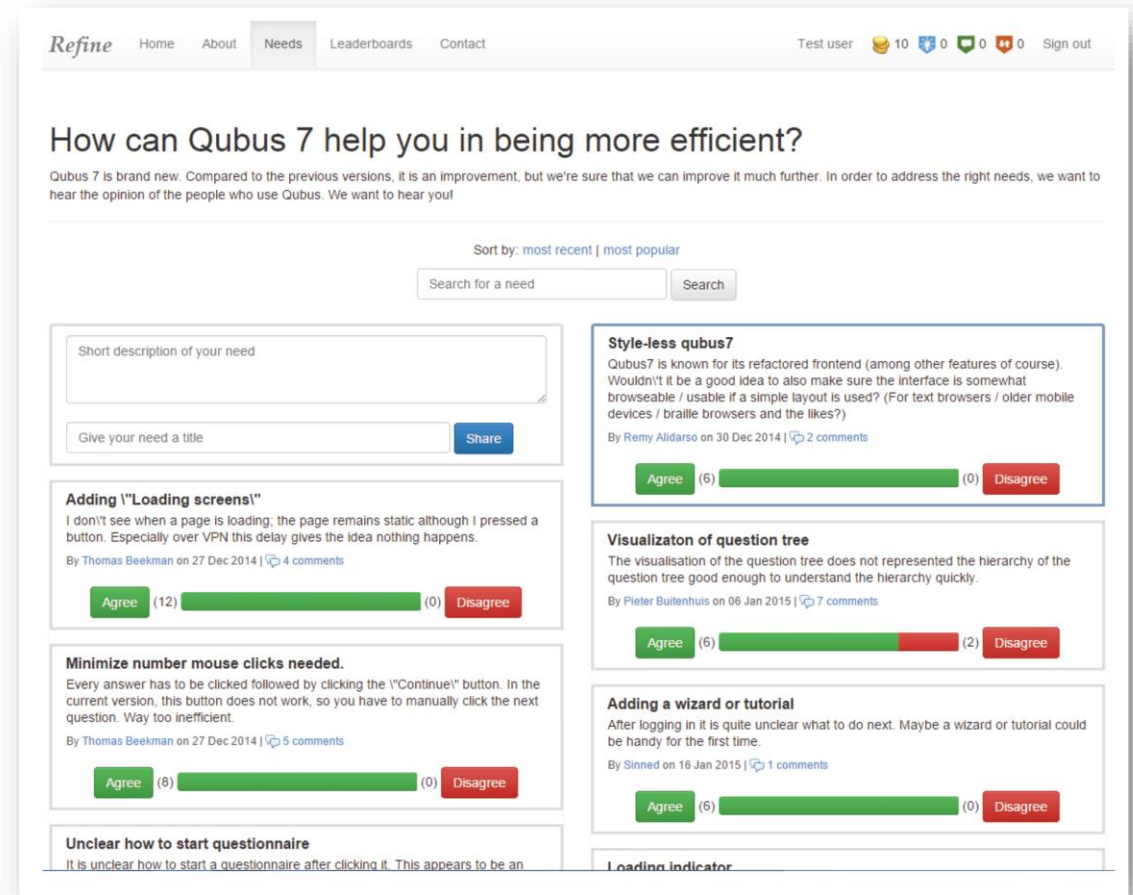 Refine Home About Needs Leaderboards Contact Test user 10 0 0 0 Sign out
How can Qubus 7 help you in being more efficient?
Qubus 7 is brand new. Compared to the previous versions, it is an improvement, but we're sure that we can improve it much further. In order to address the right needs, we want to
hear the opinion of the people who use Qubus. We want to hear you!
Sort by: most recent | most popular
Search for a need Search
Short description of your need
Give your need a title Share
Adding \"Loading screens\"
I don\'t see when a page is loading; the page remains static although I pressed a
button. Especially over VPN this delay gives the idea nothing happens.
By Thomas Beekman on 27 Dec 2014 | 4 comments
Agree (12) (0) Disagree
Minimize number mouse clicks needed.
Every answer has to be clicked followed by clicking the \"Continue\" button. In the
current version, this button does not work, so you have to manually click the next
question. Way too inefficient.
By Thomas Beekman on 27 Dec 2014 | 5 comments
Agree (8) (0) Disagree
Unclear how to start questionnaire
It is unclear how to start a questionnaire after clicking it. This appears to be an
Style-less qubus7
Qubus7 is known for its refactored frontend (among other features of course).
Wouldn\'t it be a good idea to also make sure the interface is somewhat
browseable / usable if a simple layout is used? (For text browsers / older mobile
devices / braille browsers and the likes?)
By Remy Alidarso on 30 Dec 2014 | 2 comments
Agree (6) (0) Disagree
Visualizaton of question tree
The visualisation of the question tree does not represented the hierarchy of the
question tree good enough to understand the hierarchy quickly.
By Pieter Buitenhuis on 06 Jan 2015 | 7 comments
Agree (6) (2) Disagree
Adding a wizard or tutorial
After logging in it is quite unclear what to do next. Maybe a wizard or tutorial could
be handy for the first time.
By Sinned on 16 Jan 2015 | 1 comments
Agree (6) (0) Disagree
Loading indicator